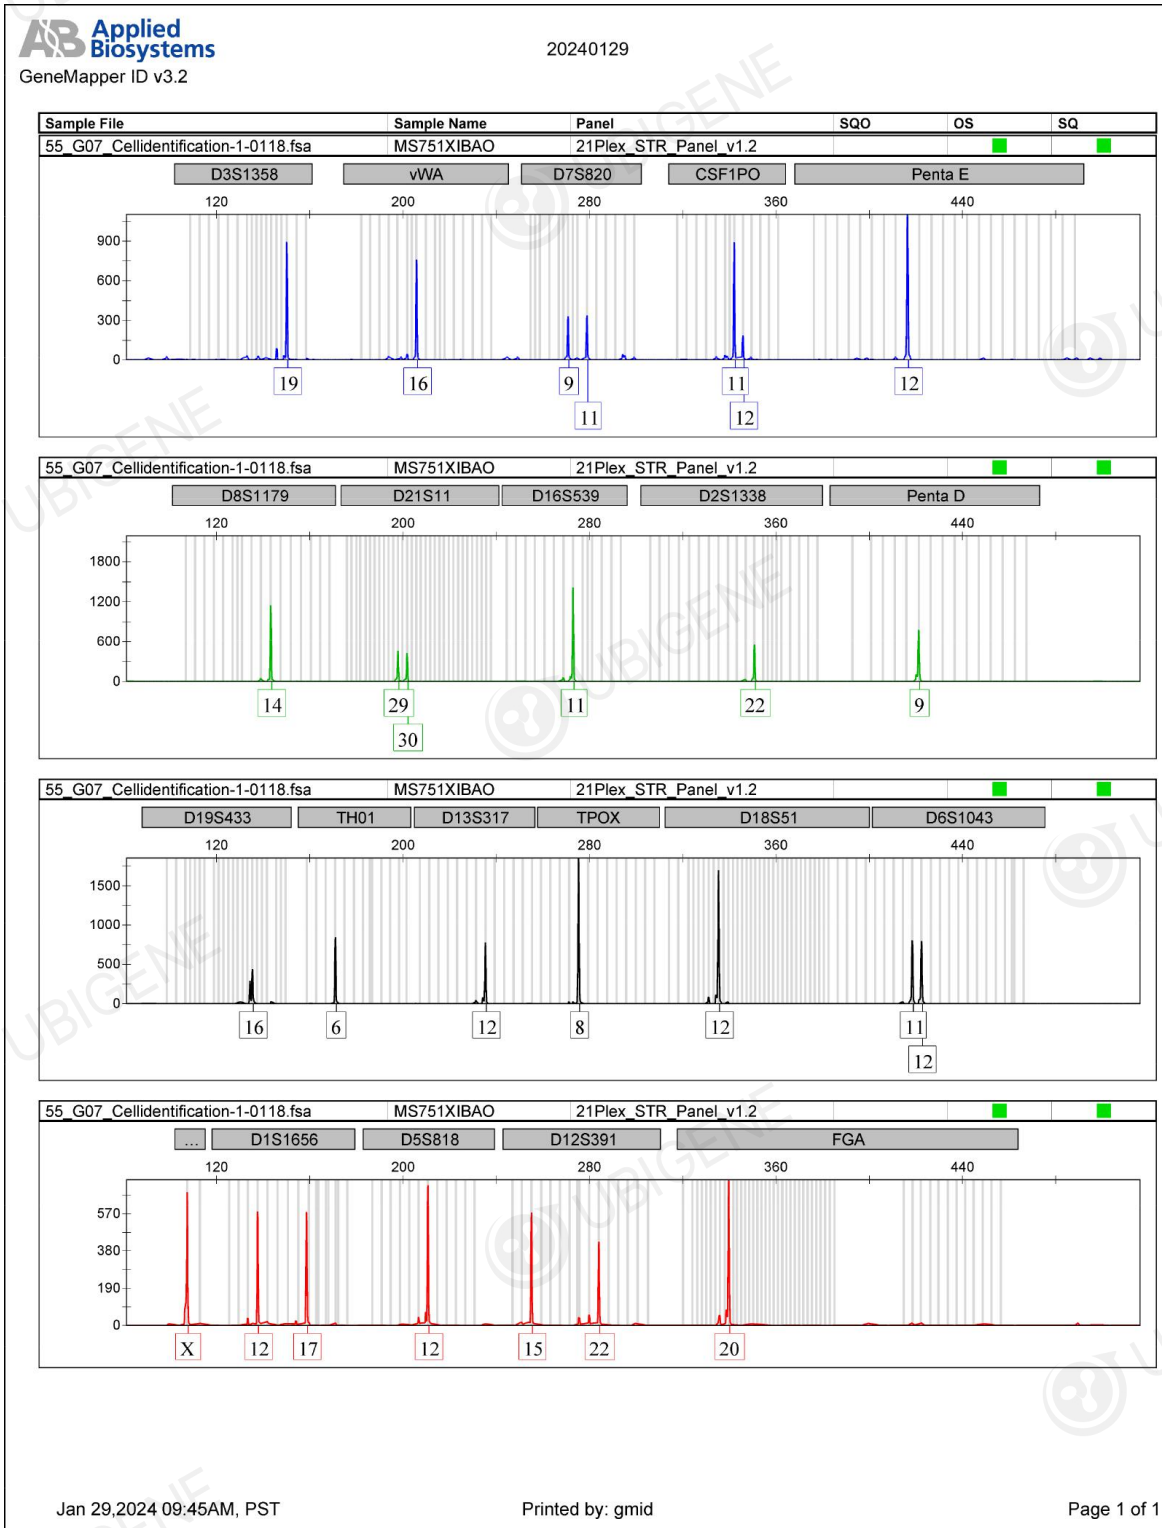 AB Applied
Biosystems
20240129
GeneMapper ID v3.2
Sample File Sample Name Panel SQO OS SQ
55_G07_Cellidentification-1-0118.fsa MS751XIBAO 21Plex_STR_Panel_v1.2
D3S1358 vWA D7S820 CSF1PO Penta E
120 200 280 360 440
900
600
300
0
19 16 9 11 12
11 12
55_G07_Cellidentification-1-0118.fsa MS751XIBAO 21Plex_STR_Panel_v1.2
D8S1179 D21S11 D16S539 D2S1338 Penta D
120 200 280 360 440
1800
1200
600
0
14 29 11 22 9
30
55_G07_Cellidentification-1-0118.fsa MS751XIBAO 21Plex_STR_Panel_v1.2
D19S433 TH01 D13S317 TPOX D18S51 D6S1043
120 200 280 360 440
1500
1000
500
0
16 6 12 8 12 11
12
55_G07_Cellidentification-1-0118.fsa MS751XIBAO 21Plex_STR_Panel_v1.2
... D1S1656 D5S818 D12S391 FGA
120 200 280 360 440
570
380
190
0
X 12 17 12 15 22 20
Jan 29,2024 09:45AM, PST Printed by: gmid Page 1 of 1
UBIGENE
UBIGENE
UBIGENE
UBIGENE
UBIGENE